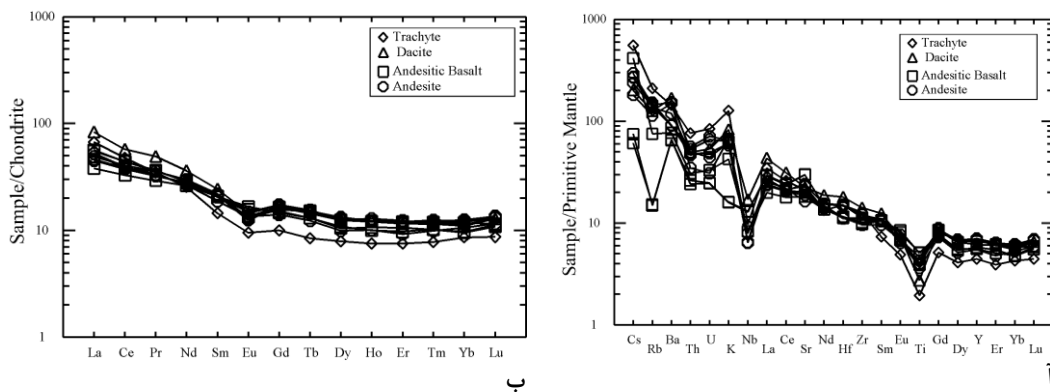 Sample/Chondrite
1000
100
10
1
Trachyte
Dacite
Andesitic Basalt
Andesite
La Ce Pr Nd Sm Eu Gd Tb Dy Ho Er Tm Yb Lu
ب
Sample/Primitive Mantle
1000
100
10
1
Trachyte
Dacite
Andesitic Basalt
Andesite
Cs Rb Ba Th U K Nb La Ce Sr Nd Hf Zr Sm Eu Ti Gd Dy Y Er Yb Lu
آ